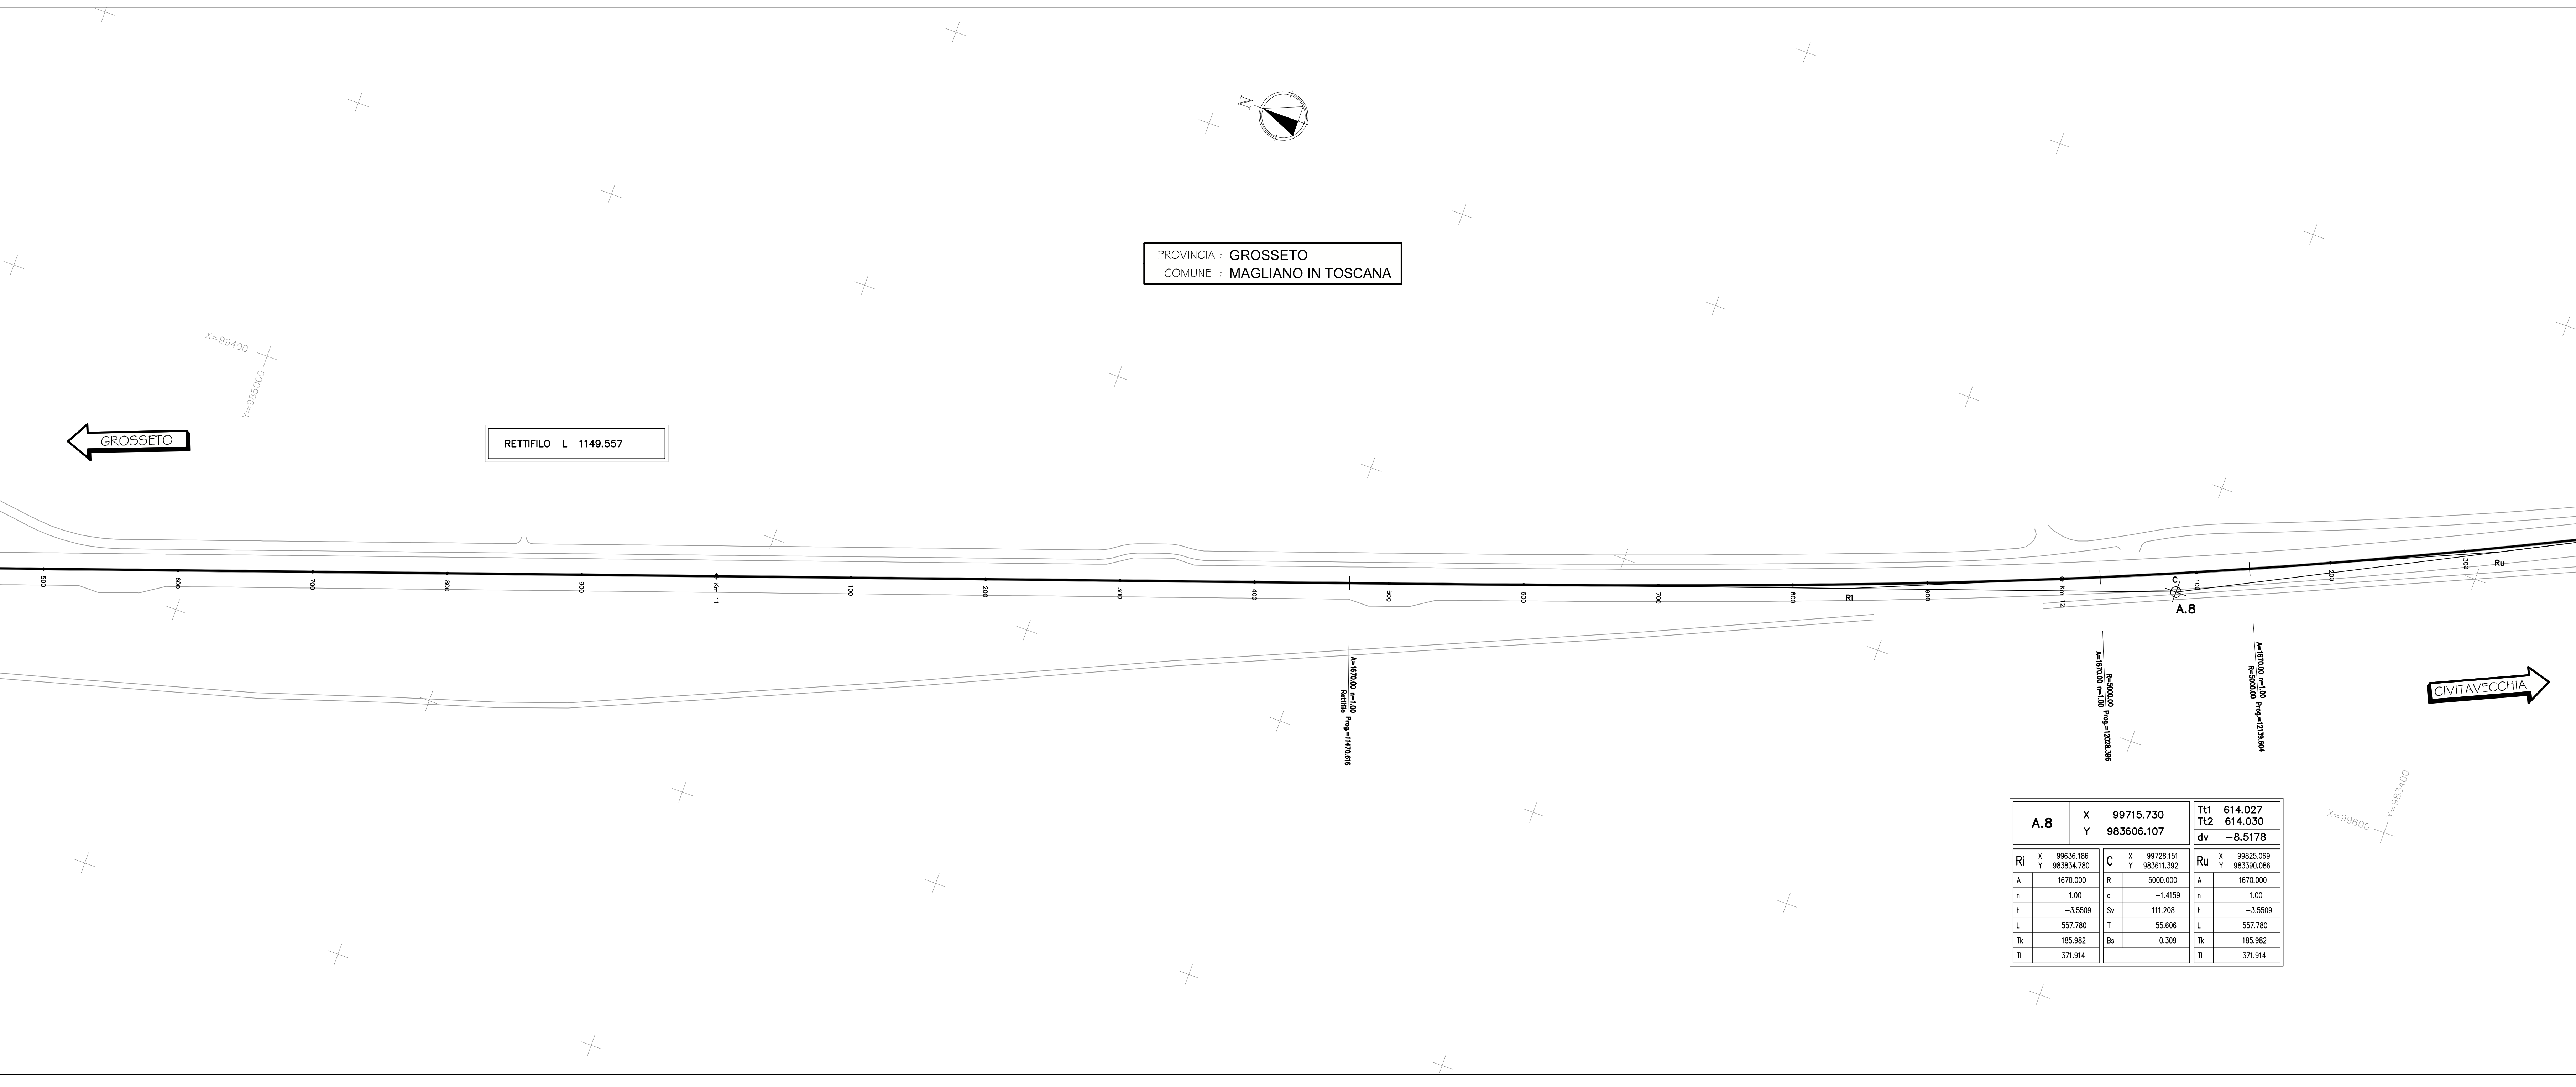 N
PROVINCIA : GROSSETO
COMUNE : MAGLIANO IN TOSCANA
X=99400
Y=985000
GROSSETO
RETTIFILO L 1149.557
500
600
700
800
900
Km 11
100
200
300
400
500
600
700
800
Ri
900
Km 12
C
A.8
100
200
300
Ru
A=1670.00 n=1.00
Rettifilo Prog.=11470.616
R=5000.00
A=1670.00 n=1.00 Prog.=12028.396
A=1670.00 n=1.00
R=5000.00 Prog.=12139.604
CIVITAVECCHIA
X=99600
Y=983400
A.8
X 99715.730
Y 983606.107
Tt1 614.027
Tt2 614.030
dv −8.5178
Ri X 99636.186
Y 983834.780
A 1670.000
n 1.00
t −3.5509
L 557.780
Tk 185.982
Tl 371.914
C X 99728.151
Y 983611.392
R 5000.000
a −1.4159
Sv 111.208
T 55.606
Bs 0.309
Ru X 99825.069
Y 983390.086
A 1670.000
n 1.00
t −3.5509
L 557.780
Tk 185.982
Tl 371.914